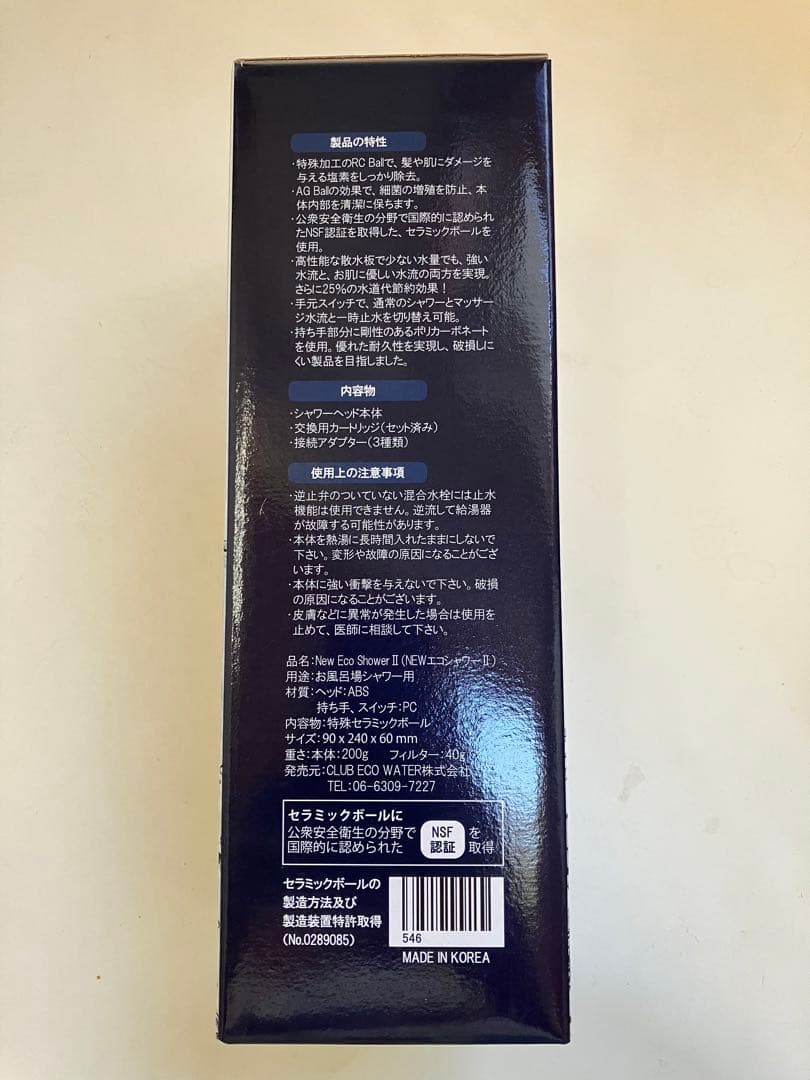 製品の特性
・特殊加工のRC Ballで、髪や肌にダメージを
与える塩素をしっかり除去。
・AG Ballの効果で、細菌の増殖を防止、本
体内部を清潔に保ちます。
・公衆安全衛生の分野で国際的に認められ
たNSF認証を取得した、セラミックボールを
使用。
・高性能な散水板で少ない水量でも、強い
水流と、お肌に優しい水流の両方を実現。
さらに25%の水道代節約効果！
・手元スイッチで、通常のシャワーとマッサー
ジ水流と一時止水を切り替え可能。
・持ち手部分に剛性のあるポリカーボネート
を使用。優れた耐久性を実現し、破損しに
くい製品を目指しました。
内容物
・シャワーヘッド本体
・交換用カートリッジ(セット済み)
・接続アダプター(3種類)
使用上の注意事項
・逆止弁のついていない混合水栓には止水
機能は使用できません。逆流して給湯器
が故障する可能性があります。
・本体を熱湯に長時間入れたままにしないで
下さい。変形や故障の原因になることがござ
います。
・本体に強い衝撃を与えないで下さい。破損
の原因になることがございます。
・皮膚などに異常が発生した場合は使用を
止めて、医師に相談して下さい。
品名:New Eco ShowerⅡ(NEWエコシャワーⅡ)
用途:お風呂場シャワー用
材質:ヘッド:ABS
持ち手、スイッチ:PC
内容物:特殊セラミックボール
サイズ:90 x 240 x 60 mm
重さ:本体:200g フィルター:40g
発売元:CLUB ECO WATER株式会社
TEL:06-6309-7227
セラミックボールに
公衆安全衛生の分野で
国際的に認められた NSF認証 を取得
セラミックボールの
製造方法及び
製造装置特許取得
(No.0289085)
546
MADE IN KOREA